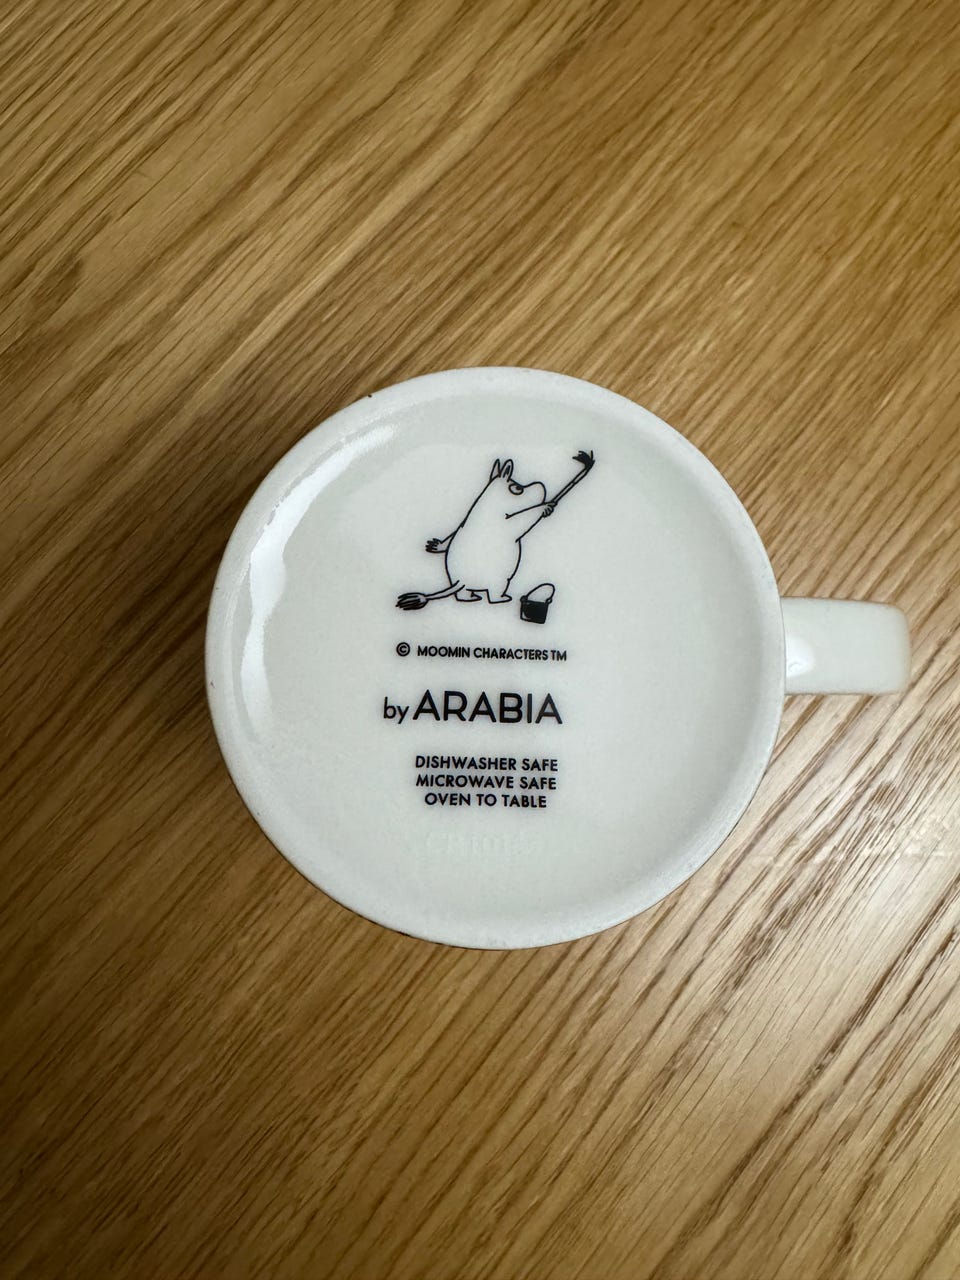 © MOOMIN CHARACTERS TM
by ARABIA
DISHWASHER SAFE
MICROWAVE SAFE
OVEN TO TABLE